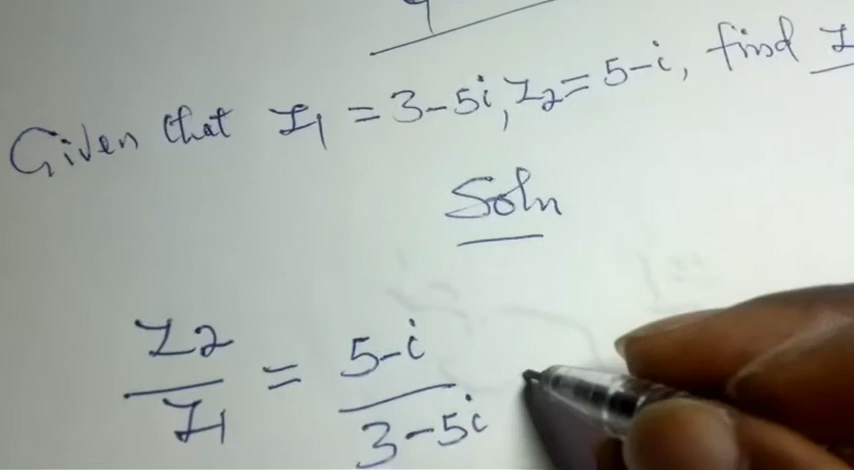 Given that Z1 = 3-5i, Z2 = 5-i, find Z
Soln
Z2/Z1 = 5-i/3-5i